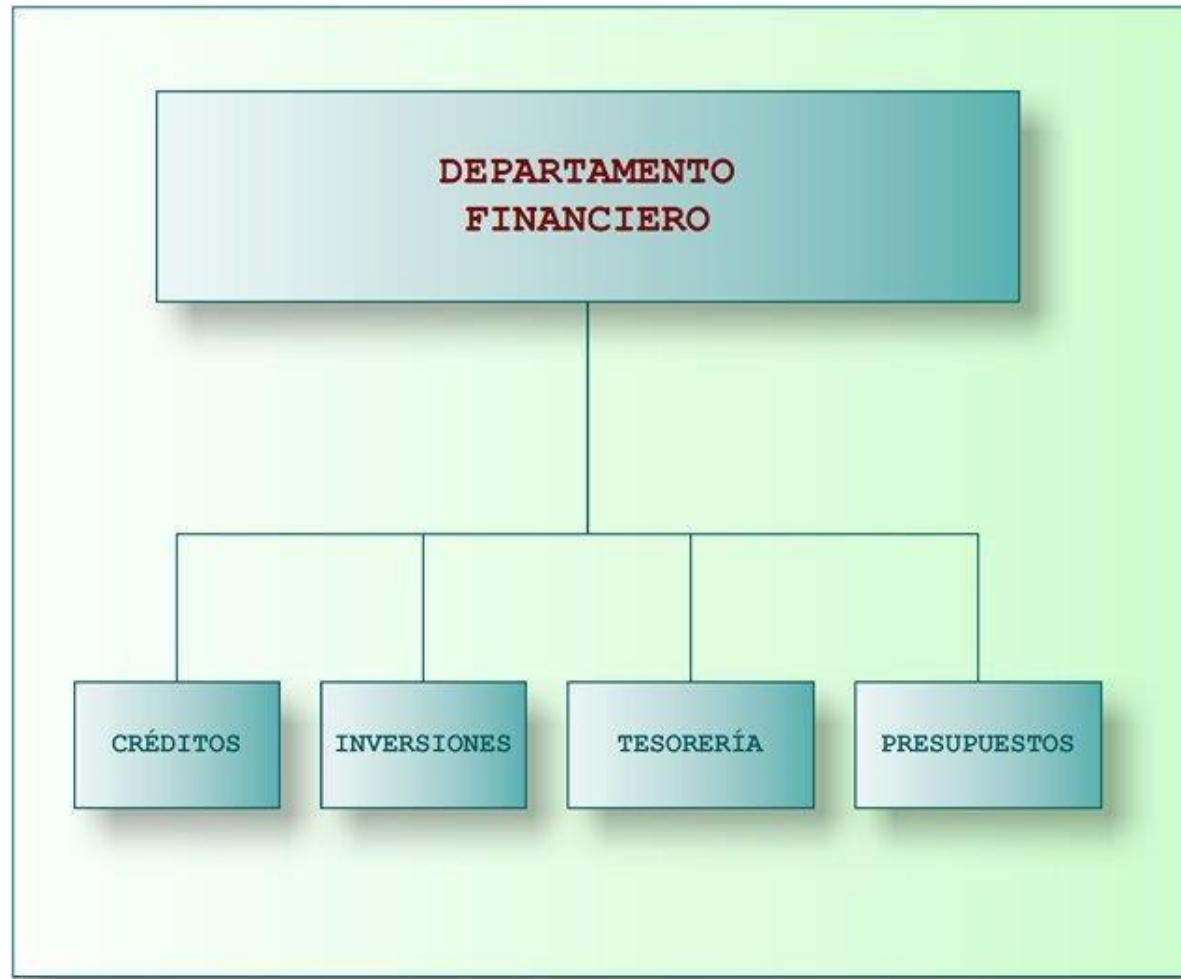 DEPARTAMENTO
FINANCIERO
CRÉDITOS
INVERSIONES
TESORERÍA
PRESUPUESTOS